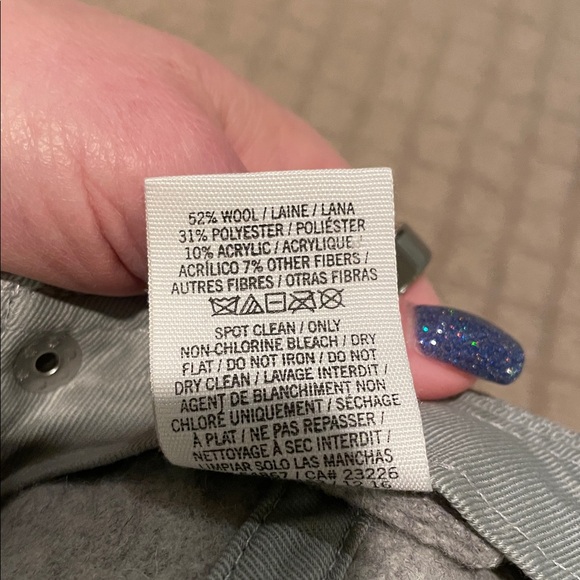 52% WOOL / LAINE / LANA
31% POLYESTER / POLIÉSTER
10% ACRYLIC / ACRYLIQUE
ACRÍLICO 7% OTHER FIBERS /
AUTRES FIBRES / OTRAS FIBRAS
SPOT CLEAN / ONLY
NON-CHLORINE BLEACH / DRY
FLAT / DO NOT IRON / DO NOT
DRY CLEAN / LAVAGE INTERDIT /
AGENT DE BLANCHIMENT NON
CHLORÉ UNIQUEMENT / SÉCHAGE
À PLAT / NE PAS REPASSER /
NETTOYAGE À SEC INTERDIT /
LIMPIAR SOLO LAS MANCHAS
/ CA# 23226